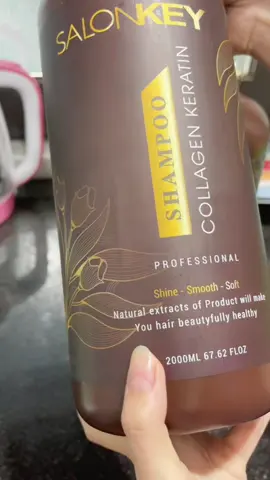 SALONKEY
SHAMPOO
COLLAGEN KERATIN
PROFESSIONAL
Shine - Smooth - Soft
Natural extracts of Product will make
You hair beautyfully healthy
2000ML 67.62 FLOZ